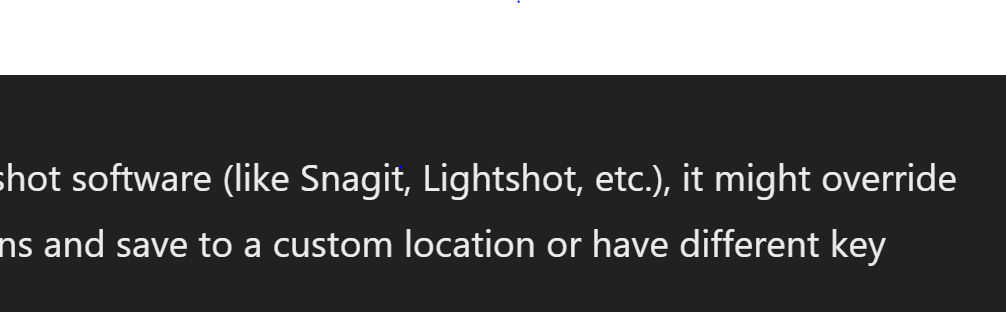 shot software (like Snagit, Lightshot, etc.), it might override
ns and save to a custom location or have different key